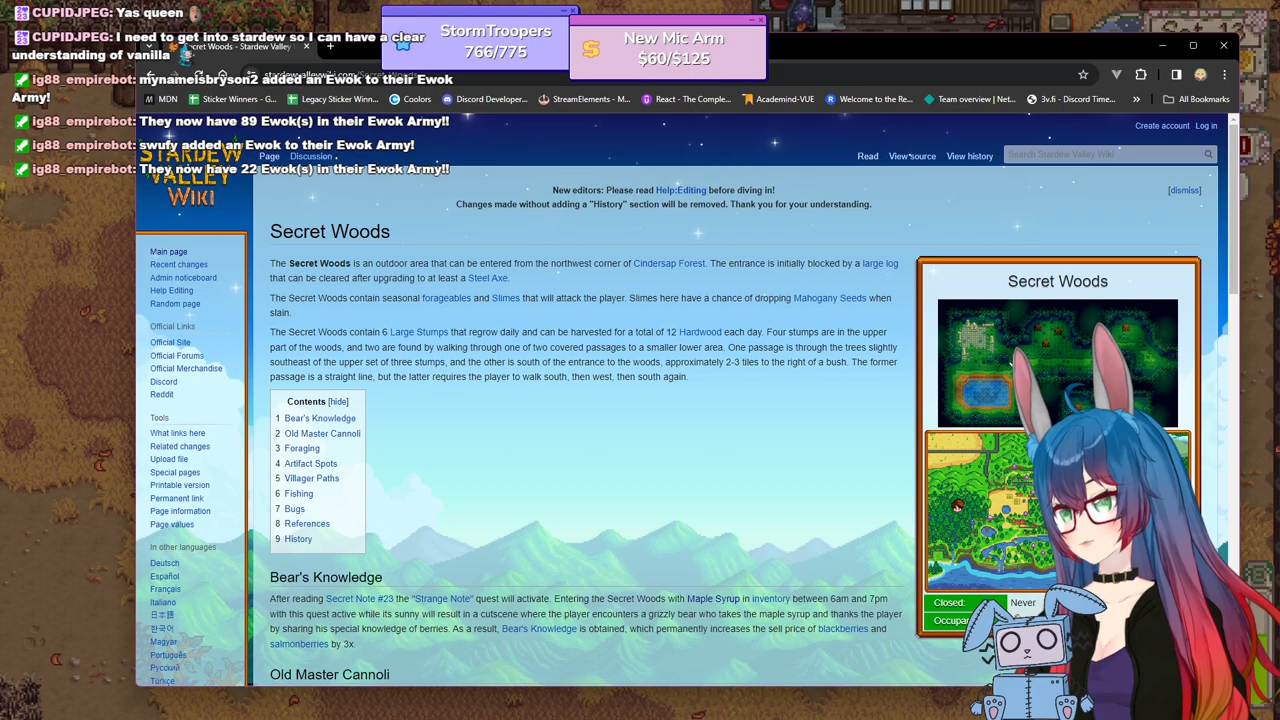 CUPIDJPEG: Yas queen
CUPIDJPEG: I need to get into stardew so I can have a clear
understanding of vanilla
ig88_empirebot: mynameisbryson2 added an Ewok to their Ewok
Army!
ig88_empirebot: They now have 89 Ewok(s) in their Ewok Army!!
ig88_empirebot: swufy added an Ewok to their Ewok Army!
ig88_empirebot: They now have 22 Ewok(s) in their Ewok Army!!
StormTroopers
766/775
New Mic Arm
$60/$125
Secret Woods - Stardew Valley
MDN
Sticker Winners - G...
Legacy Sticker Winn...
Coolors
Discord Developer...
StreamElements - M...
React - The Comple...
Academind-VUE
Welcome to the Re...
Team overview | Net...
3v.fi - Discord Time...
All Bookmarks
Create account
Log in
STARDEW
VALLEY
WIKI
Page
Discussion
Read
View source
View history
Search Stardew Valley Wiki
New editors: Please read Help:Editing before diving in!
[dismiss]
Changes made without adding a "History" section will be removed. Thank you for your understanding.
Main page
Recent changes
Admin noticeboard
Help Editing
Random page
Official Links
Official Site
Official Forums
Official Merchandise
Discord
Reddit
Tools
What links here
Related changes
Upload file
Special pages
Printable version
Permanent link
Page information
Page values
In other languages
Deutsch
Español
Français
Italiano
日本語
한국어
Magyar
Português
Русский
Türkçe
Secret Woods
The Secret Woods is an outdoor area that can be entered from the northwest corner of Cindersap Forest. The entrance is initially blocked by a large log
that can be cleared after upgrading to at least a Steel Axe.
The Secret Woods contain seasonal forageables and Slimes that will attack the player. Slimes here have a chance of dropping Mahogany Seeds when
slain.
The Secret Woods contain 6 Large Stumps that regrow daily and can be harvested for a total of 12 Hardwood each day. Four stumps are in the upper
part of the woods, and two are found by walking through one of two covered passages to a smaller lower area. One passage is through the trees slightly
southeast of the upper set of three stumps, and the other is south of the entrance to the woods, approximately 2-3 tiles to the right of a bush. The former
passage is a straight line, but the latter requires the player to walk south, then west, then south again.
Contents [hide]
1 Bear's Knowledge
2 Old Master Cannoli
3 Foraging
4 Artifact Spots
5 Villager Paths
6 Fishing
7 Bugs
8 References
9 History
Bear's Knowledge
After reading Secret Note #23 the "Strange Note" quest will activate. Entering the Secret Woods with Maple Syrup in inventory between 6am and 7pm
with this quest active while its sunny will result in a cutscene where the player encounters a grizzly bear who takes the maple syrup and thanks the player
by sharing his special knowledge of berries. As a result, Bear's Knowledge is obtained, which permanently increases the sell price of blackberries and
salmonberries by 3x.
Old Master Cannoli
Secret Woods
Closed:
Never